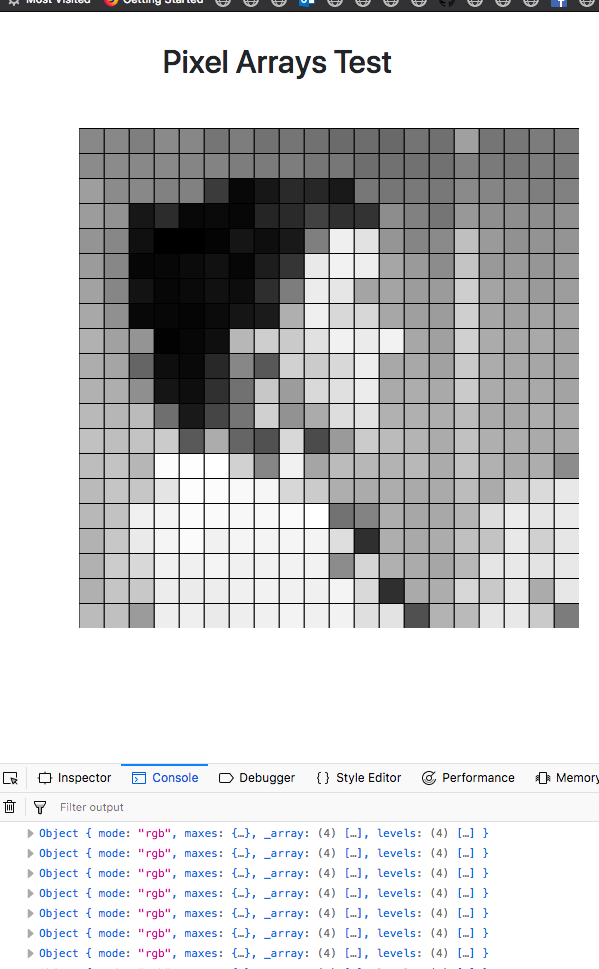 Most Visited Getting Started
Pixel Arrays Test
Inspector Console Debugger Style Editor Performance Memory
Filter output
Object { mode: "rgb", maxes: {…}, _array: (4) […], levels: (4) […] }
Object { mode: "rgb", maxes: {…}, _array: (4) […], levels: (4) […] }
Object { mode: "rgb", maxes: {…}, _array: (4) […], levels: (4) […] }
Object { mode: "rgb", maxes: {…}, _array: (4) […], levels: (4) […] }
Object { mode: "rgb", maxes: {…}, _array: (4) […], levels: (4) […] }
Object { mode: "rgb", maxes: {…}, _array: (4) […], levels: (4) […] }
Object { mode: "rgb", maxes: {…}, _array: (4) […], levels: (4) […] }